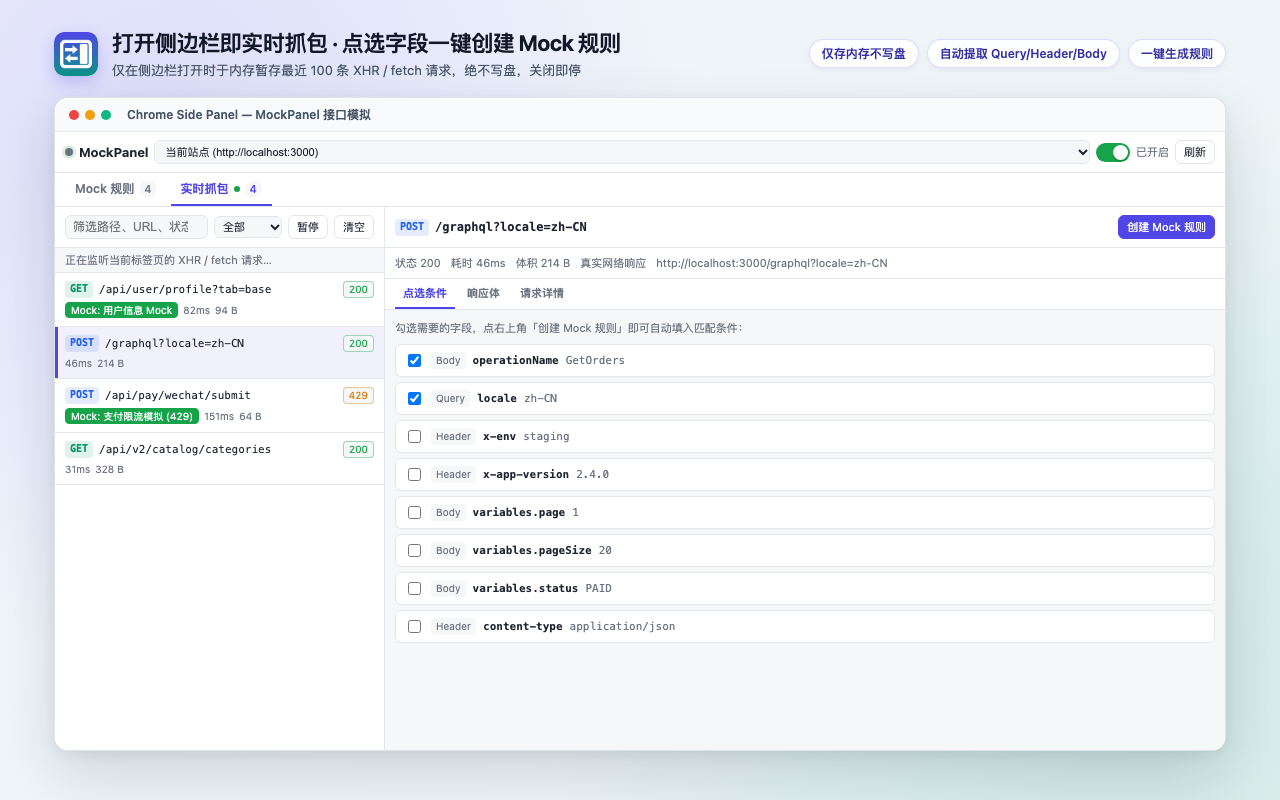 打开侧边栏即实时抓包 · 点选字段一键创建 Mock 规则
仅在侧边栏打开时于内存暂存最近 100 条 XHR / fetch 请求，绝不写盘，关闭即停
仅存内存不写盘
自动提取 Query/Header/Body
一键生成规则
Chrome Side Panel — MockPanel 接口模拟
MockPanel
当前站点 (http://localhost:3000)
已开启
刷新
Mock 规则 4
实时抓包 4
筛选路径、URL、状态
全部
暂停
清空
正在监听当前标签页的 XHR / fetch 请求...
GET /api/user/profile?tab=base 200
Mock: 用户信息 Mock 82ms 94 B
POST /graphql?locale=zh-CN 200
46ms 214 B
POST /api/pay/wechat/submit 429
Mock: 支付限流模拟 (429) 151ms 64 B
GET /api/v2/catalog/categories 200
31ms 328 B
POST /graphql?locale=zh-CN
创建 Mock 规则
状态 200 耗时 46ms 体积 214 B 真实网络响应 http://localhost:3000/graphql?locale=zh-CN
点选条件 响应体 请求详情
勾选需要的字段，点右上角「创建 Mock 规则」即可自动填入匹配条件：
Body operationName GetOrders
Query locale zh-CN
Header x-env staging
Header x-app-version 2.4.0
Body variables.page 1
Body variables.pageSize 20
Body variables.status PAID
Header content-type application/json